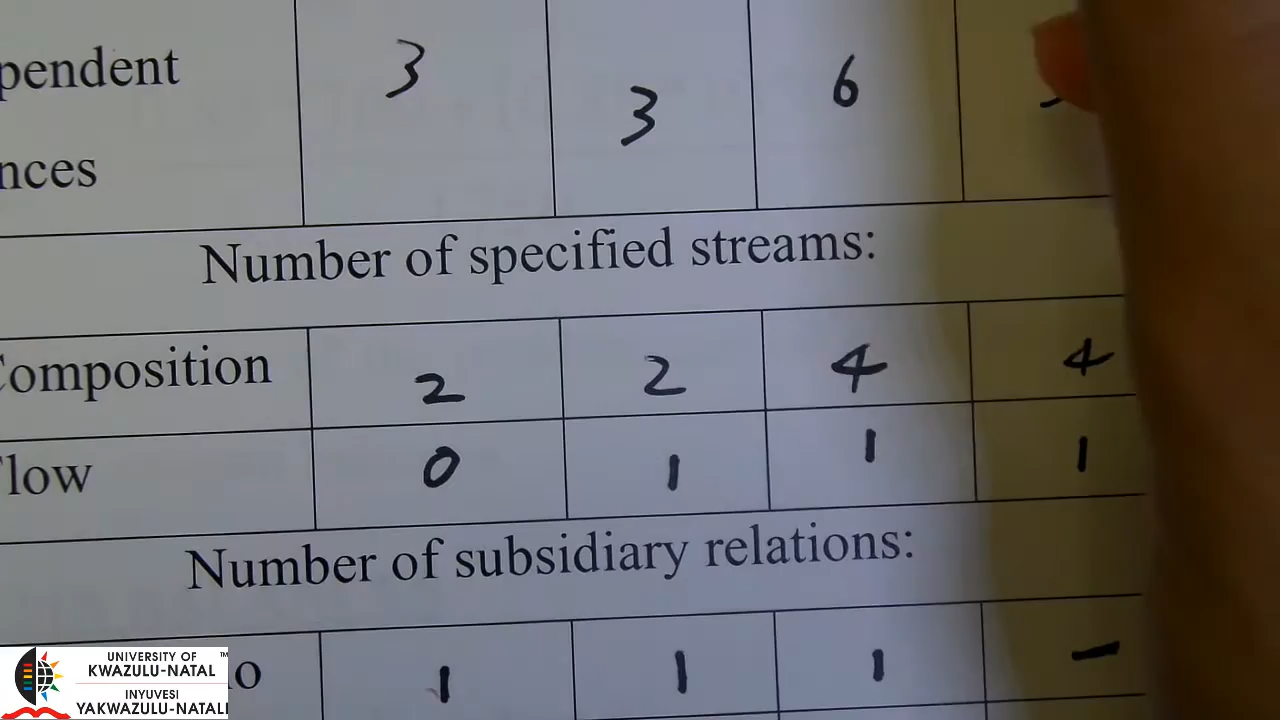 pendent 3 3 6
nces
Number of specified streams:
Composition 2 2 4 4
low 0 1 1 1
Number of subsidiary relations:
o 1 1 1 –
UNIVERSITY OF ™
KWAZULU-NATAL
INYUVESI
YAKWAZULU-NATALI